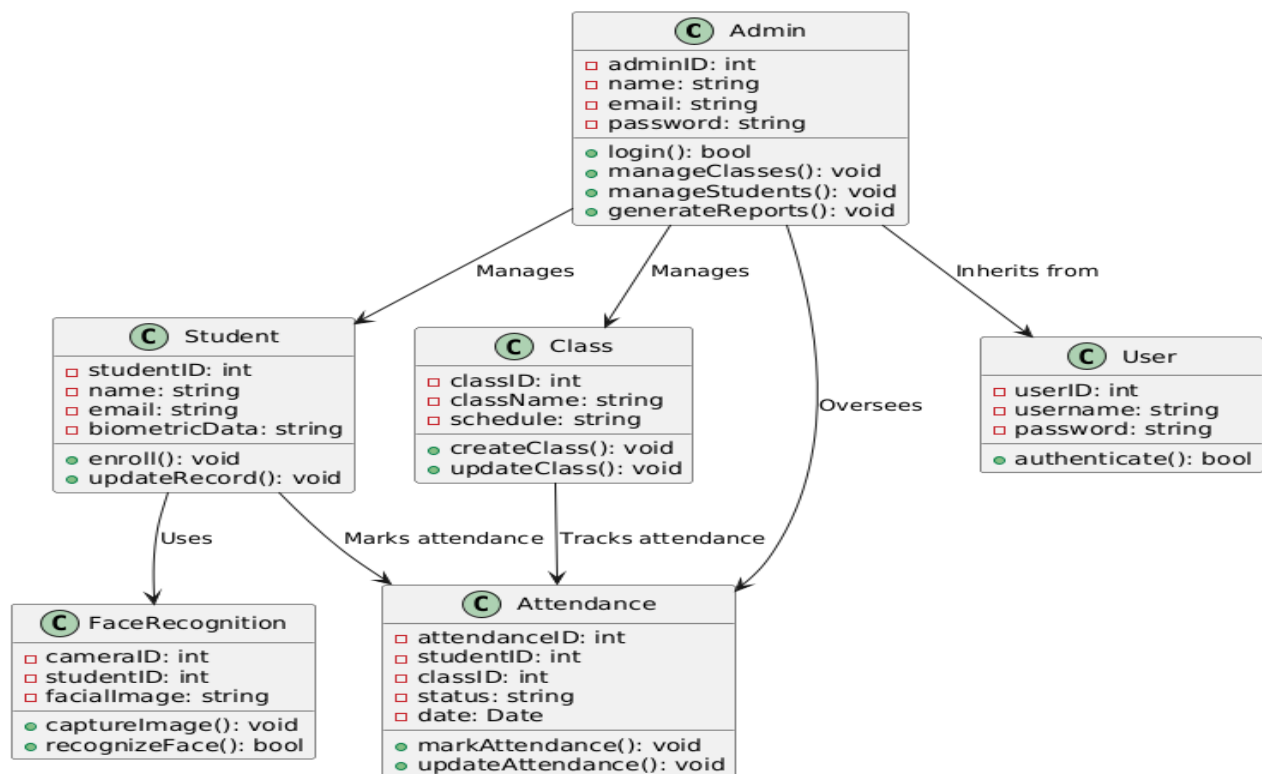 C Admin
adminID: int
name: string
email: string
password: string
login(): bool
manageClasses(): void
manageStudents(): void
generateReports(): void
Manages
Manages
Inherits from
Oversees
C Student
studentID: int
name: string
email: string
biometricData: string
enroll(): void
updateRecord(): void
C Class
classID: int
className: string
schedule: string
createClass(): void
updateClass(): void
C User
userID: int
username: string
password: string
authenticate(): bool
Uses
Marks attendance
Tracks attendance
C FaceRecognition
cameraID: int
studentID: int
facialImage: string
captureImage(): void
recognizeFace(): bool
C Attendance
attendanceID: int
studentID: int
classID: int
status: string
date: Date
markAttendance(): void
updateAttendance(): void